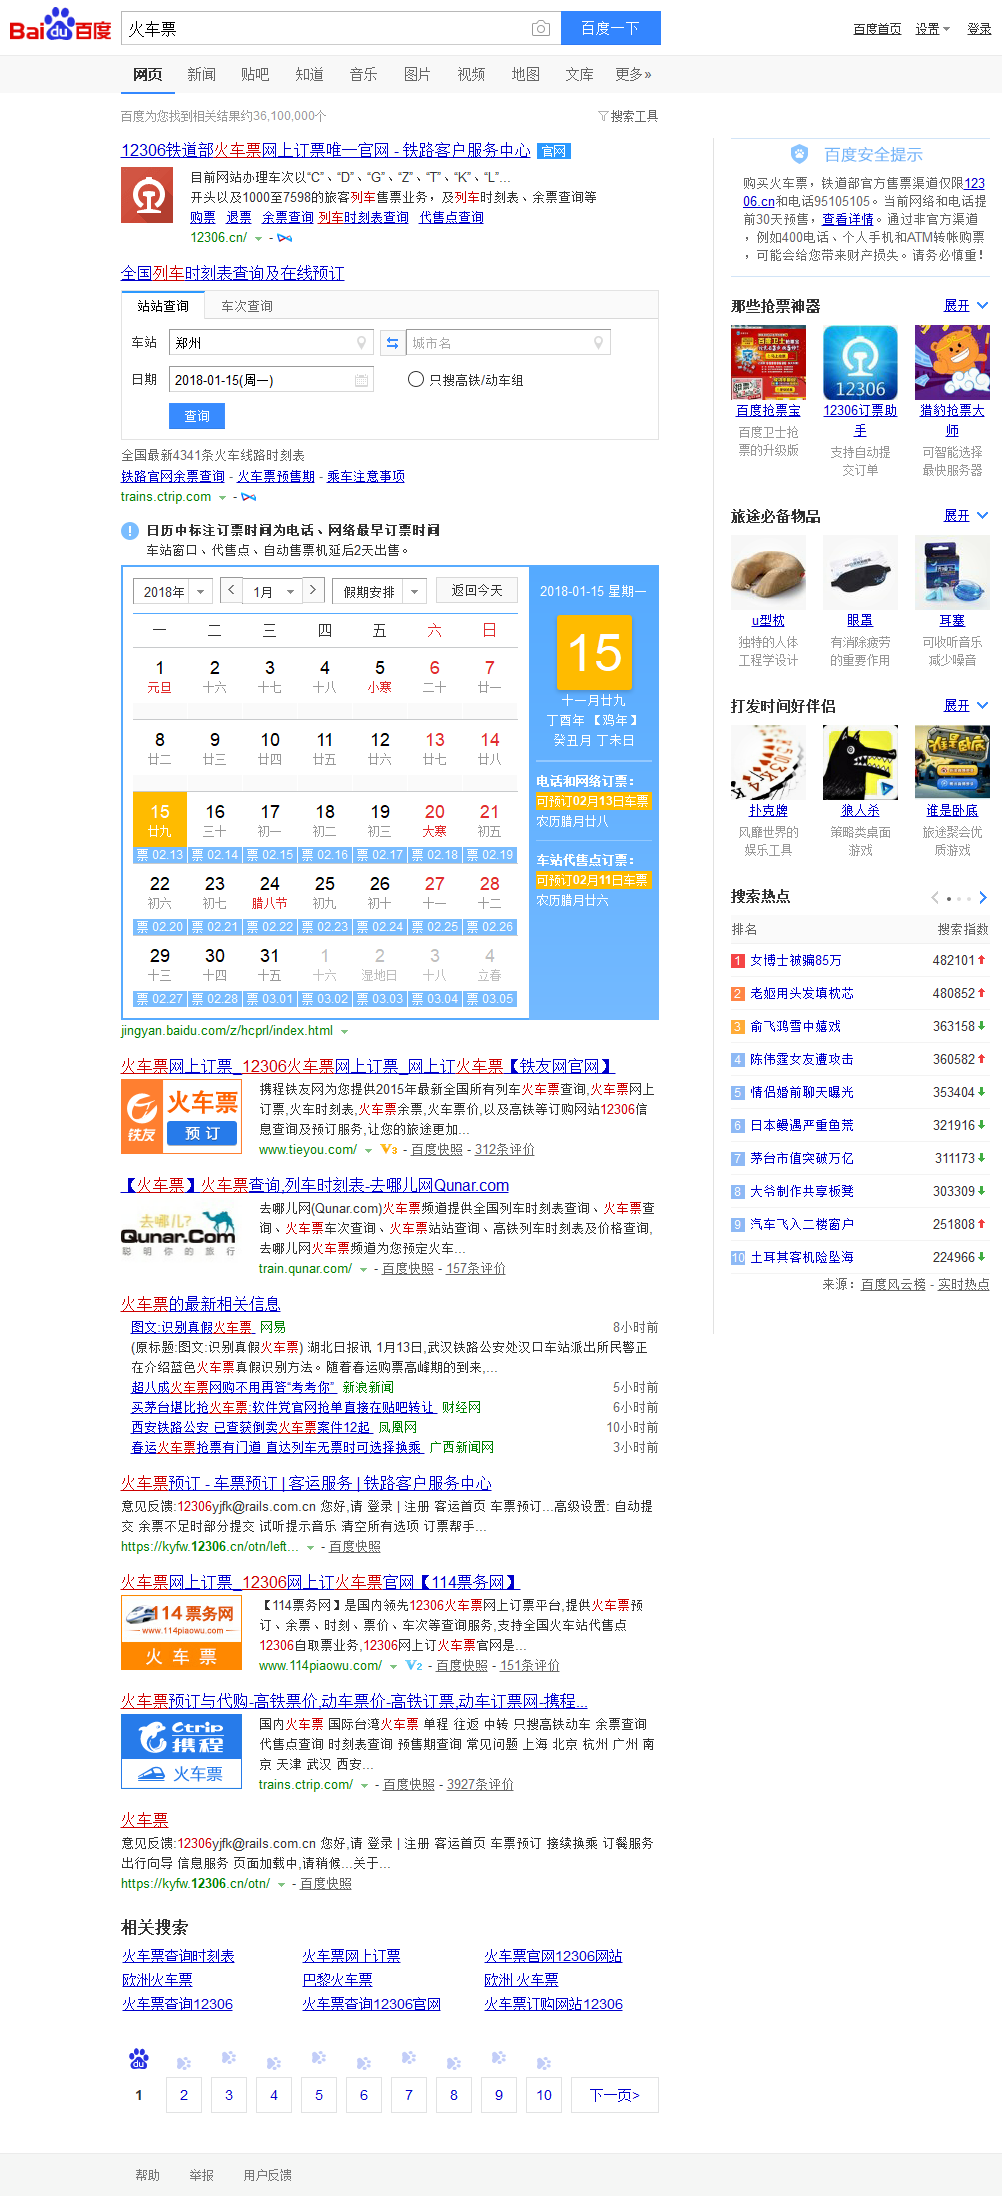 Bai du 百度
火车票
百度一下
百度首页 设置 登录
网页 新闻 贴吧 知道 音乐 图片 视频 地图 文库 更多»
百度为您找到相关结果约36,100,000个
搜索工具
12306铁道部火车票网上订票唯一官网 - 铁路客户服务中心 官网
目前网站办理车次以“C”、“D”、“G”、“Z”、“T”、“K”、“L”...
开头以及1000至7598的旅客列车售票业务，及列车时刻表、余票查询等
购票 退票 余票查询 列车时刻表查询 代售点查询
12306.cn/ -
全国列车时刻表查询及在线预订
站站查询 车次查询
车站 郑州 城市名
日期 2018-01-15(周一) 只搜高铁/动车组
查询
全国最新4341条火车线路时刻表
铁路官网余票查询 - 火车票预售期 - 乘车注意事项
trains.ctrip.com -
日历中标注订票时间为电话、网络最早订票时间
车站窗口、代售点、自动售票机延后2天出售。
2018年 < 1月 > 假期安排 返回今天
一 二 三 四 五 六 日
1 2 3 4 5 6 7
元旦 十六 十七 十八 小寒 二十 廿一
8 9 10 11 12 13 14
廿二 廿三 廿四 廿五 廿六 廿七 廿八
15 16 17 18 19 20 21
廿九 三十 初一 初二 初三 大寒 初五
票 02.13 票 02.14 票 02.15 票 02.16 票 02.17 票 02.18 票 02.19
22 23 24 25 26 27 28
初六 初七 腊八节 初九 初十 十一 十二
票 02.20 票 02.21 票 02.22 票 02.23 票 02.24 票 02.25 票 02.26
29 30 31 1 2 3 4
十三 十四 十五 十六 湿地日 十八 立春
票 02.27 票 02.28 票 03.01 票 03.02 票 03.03 票 03.04 票 03.05
2018-01-15 星期一
15
十一月廿九
丁酉年 【鸡年】
癸丑月 丁未日
电话和网络订票：
可预订02月13日车票
农历腊月廿八
车站代售点订票：
可预订02月11日车票
农历腊月廿六
jingyan.baidu.com/z/hcprl/index.html
火车票网上订票_12306火车票网上订票_网上订火车票【铁友网官网】
火车票
铁友
预 订
携程铁友网为您提供2015年最新全国所有列车火车票查询,火车票网上
订票,火车时刻表,火车票余票,火车票价,以及高铁等订购网站12306信
息查询及预订服务,让您的旅途更加...
www.tieyou.com/ V3 - 百度快照 - 312条评价
【火车票】火车票查询,列车时刻表-去哪儿网Qunar.com
去哪儿?
Qunar.Com
聪明你的旅行
去哪儿网(Qunar.com)火车票频道提供全国列车时刻表查询、火车票查
询、火车票车次查询、火车票站站查询、高铁列车时刻表及价格查询,
去哪儿网火车票频道为您预定火车...
train.qunar.com/ - 百度快照 - 157条评价
火车票的最新相关信息
图文:识别真假火车票 网易 8小时前
(原标题:图文:识别真假火车票) 湖北日报讯 1月13日,武汉铁路公安处汉口车站派出所民警正
在介绍蓝色火车票真假识别方法。随着春运购票高峰期的到来,...
超八成火车票网购不用再答“考考你” 新浪新闻 5小时前
买茅台堪比抢火车票:软件党官网抢单直接在贴吧转让 财经网 6小时前
西安铁路公安 已查获倒卖火车票案件12起 凤凰网 10小时前
春运火车票抢票有门道 直达列车无票时可选择换乘 广西新闻网 3小时前
火车票预订 - 车票预订 | 客运服务 | 铁路客户服务中心
意见反馈:12306yjfk@rails.com.cn 您好,请 登录 | 注册 客运首页 车票预订...高级设置: 自动提
交 余票不足时部分提交 试听提示音乐 清空所有选项 订票帮手...
https://kyfw.12306.cn/otn/left... - 百度快照
火车票网上订票_12306网上订火车票官网【114票务网】
114票务网
www.114piaowu.com
火 车 票
【114票务网】是国内领先12306火车票网上订票平台,提供火车票预
订、余票、时刻、票价、车次等查询服务,支持全国火车站代售点
12306自取票业务,12306网上订火车票官网是...
www.114piaowu.com/ V2 - 百度快照 - 151条评价
火车票预订与代购-高铁票价,动车票价-高铁订票,动车订票网-携程...
Ctrip
携程
火车票
国内火车票 国际台湾火车票 单程 往返 中转 只搜高铁动车 余票查询
代售点查询 时刻表查询 预售期查询 常见问题 上海 北京 杭州 广州 南
京 天津 武汉 西安...
trains.ctrip.com/ - 百度快照 - 3927条评价
火车票
意见反馈:12306yjfk@rails.com.cn 您好,请 登录 | 注册 客运首页 车票预订 接续换乘 订餐服务
出行向导 信息服务 页面加载中,请稍候...关于...
https://kyfw.12306.cn/otn/ - 百度快照
相关搜索
火车票查询时刻表 火车票网上订票 火车票官网12306网站
欧洲火车票 巴黎火车票 欧洲 火车票
火车票查询12306 火车票查询12306官网 火车票订购网站12306
du
1 2 3 4 5 6 7 8 9 10 下一页>
帮助 举报 用户反馈
百度安全提示
购买火车票，铁道部官方售票渠道仅限123
06.cn和电话95105105。当前网络和电话提
前30天预售，查看详情。通过非官方渠道
，例如400电话、个人手机和ATM转帐购票
，可能会给您带来财产损失。请务必慎重！
那些抢票神器 展开
12306
百度抢票宝 12306订票助手 猎豹抢票大师
百度卫士抢票的升级版 支持自动提交订单 可智能选择最快服务器
旅途必备物品 展开
u型枕 眼罩 耳塞
独特的人体工程学设计 有消除疲劳的重要作用 可收听音乐减少噪音
打发时间好伴侣 展开
谁是卧底
扑克牌 狼人杀 谁是卧底
风靡世界的娱乐工具 策略类桌面游戏 旅途聚会优质游戏
搜索热点
排名 搜索指数
1 女博士被骗85万 482101
2 老妪用头发填枕芯 480852
3 俞飞鸿雪中嬉戏 363158
4 陈伟霆女友遭攻击 360582
5 情侣婚前聊天曝光 353404
6 日本鳗遇严重鱼荒 321916
7 茅台市值突破万亿 311173
8 大爷制作共享板凳 303309
9 汽车飞入二楼窗户 251808
10 土耳其客机险坠海 224966
来源：百度风云榜 - 实时热点